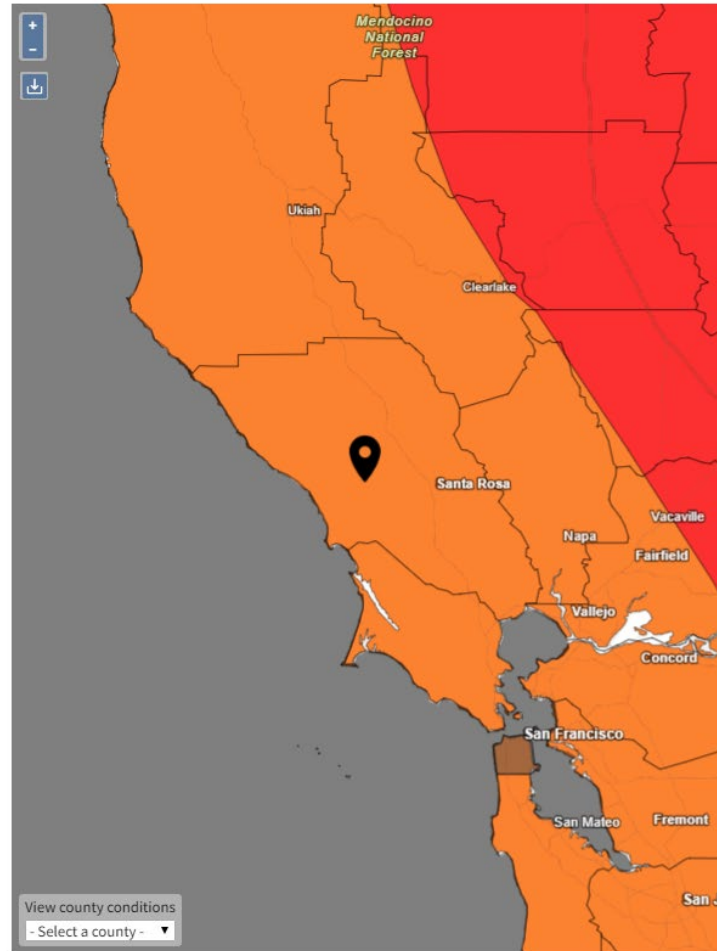 +
-
Mendocino
National
Forest
Ukiah
Clearlake
Santa Rosa
Vacaville
Napa
Fairfield
Vallejo
Concord
San Francisco
San Mateo
Fremont
San J
View county conditions
- Select a county -